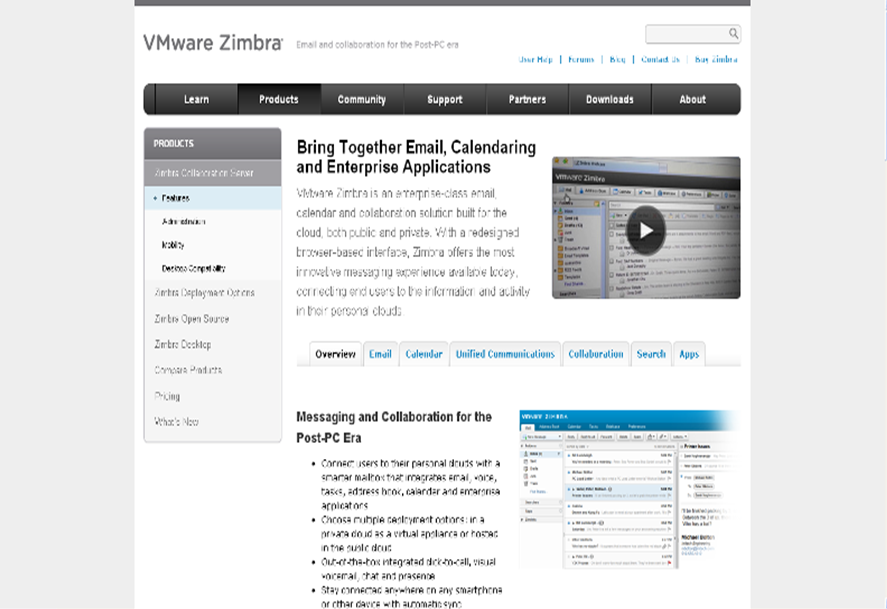 VMware Zimbra
Email and collaboration for the Post-PC era
User Help | Forums | Blog | Contact Us | Buy Zimbra
Learn
Products
Community
Support
Partners
Downloads
About
PRODUCTS
Zimbra Collaboration Server
Features
Administration
Mobility
Desktop Compatibility
Zimbra Deployment Options
Zimbra Open Source
Zimbra Desktop
Compare Products
Pricing
What's New
Bring Together Email, Calendaring
and Enterprise Applications
VMware Zimbra is an enterprise-class email,
calendar and collaboration solution built for the
cloud, both public and private. With a redesigned
browser-based interface, Zimbra offers the most
innovative messaging experience available today,
connecting end users to the information and activity
in their personal clouds
Overview
Email
Calendar
Unified Communications
Collaboration
Search
Apps
Messaging and Collaboration for the
Post-PC Era
• Connect users to their personal clouds with a
smarter mailbox that integrates email, voice,
tasks, address book, calendar and enterprise
applications
• Choose multiple deployment options: in a
private cloud as a virtual appliance or hosted
in the public cloud
• Out-of-the-box integrated click-to-call, visual
voicemail, chat and presence
• Stay connected anywhere on any smartphone
or other device with automatic sync
vmware zimbra
Michael Bolton